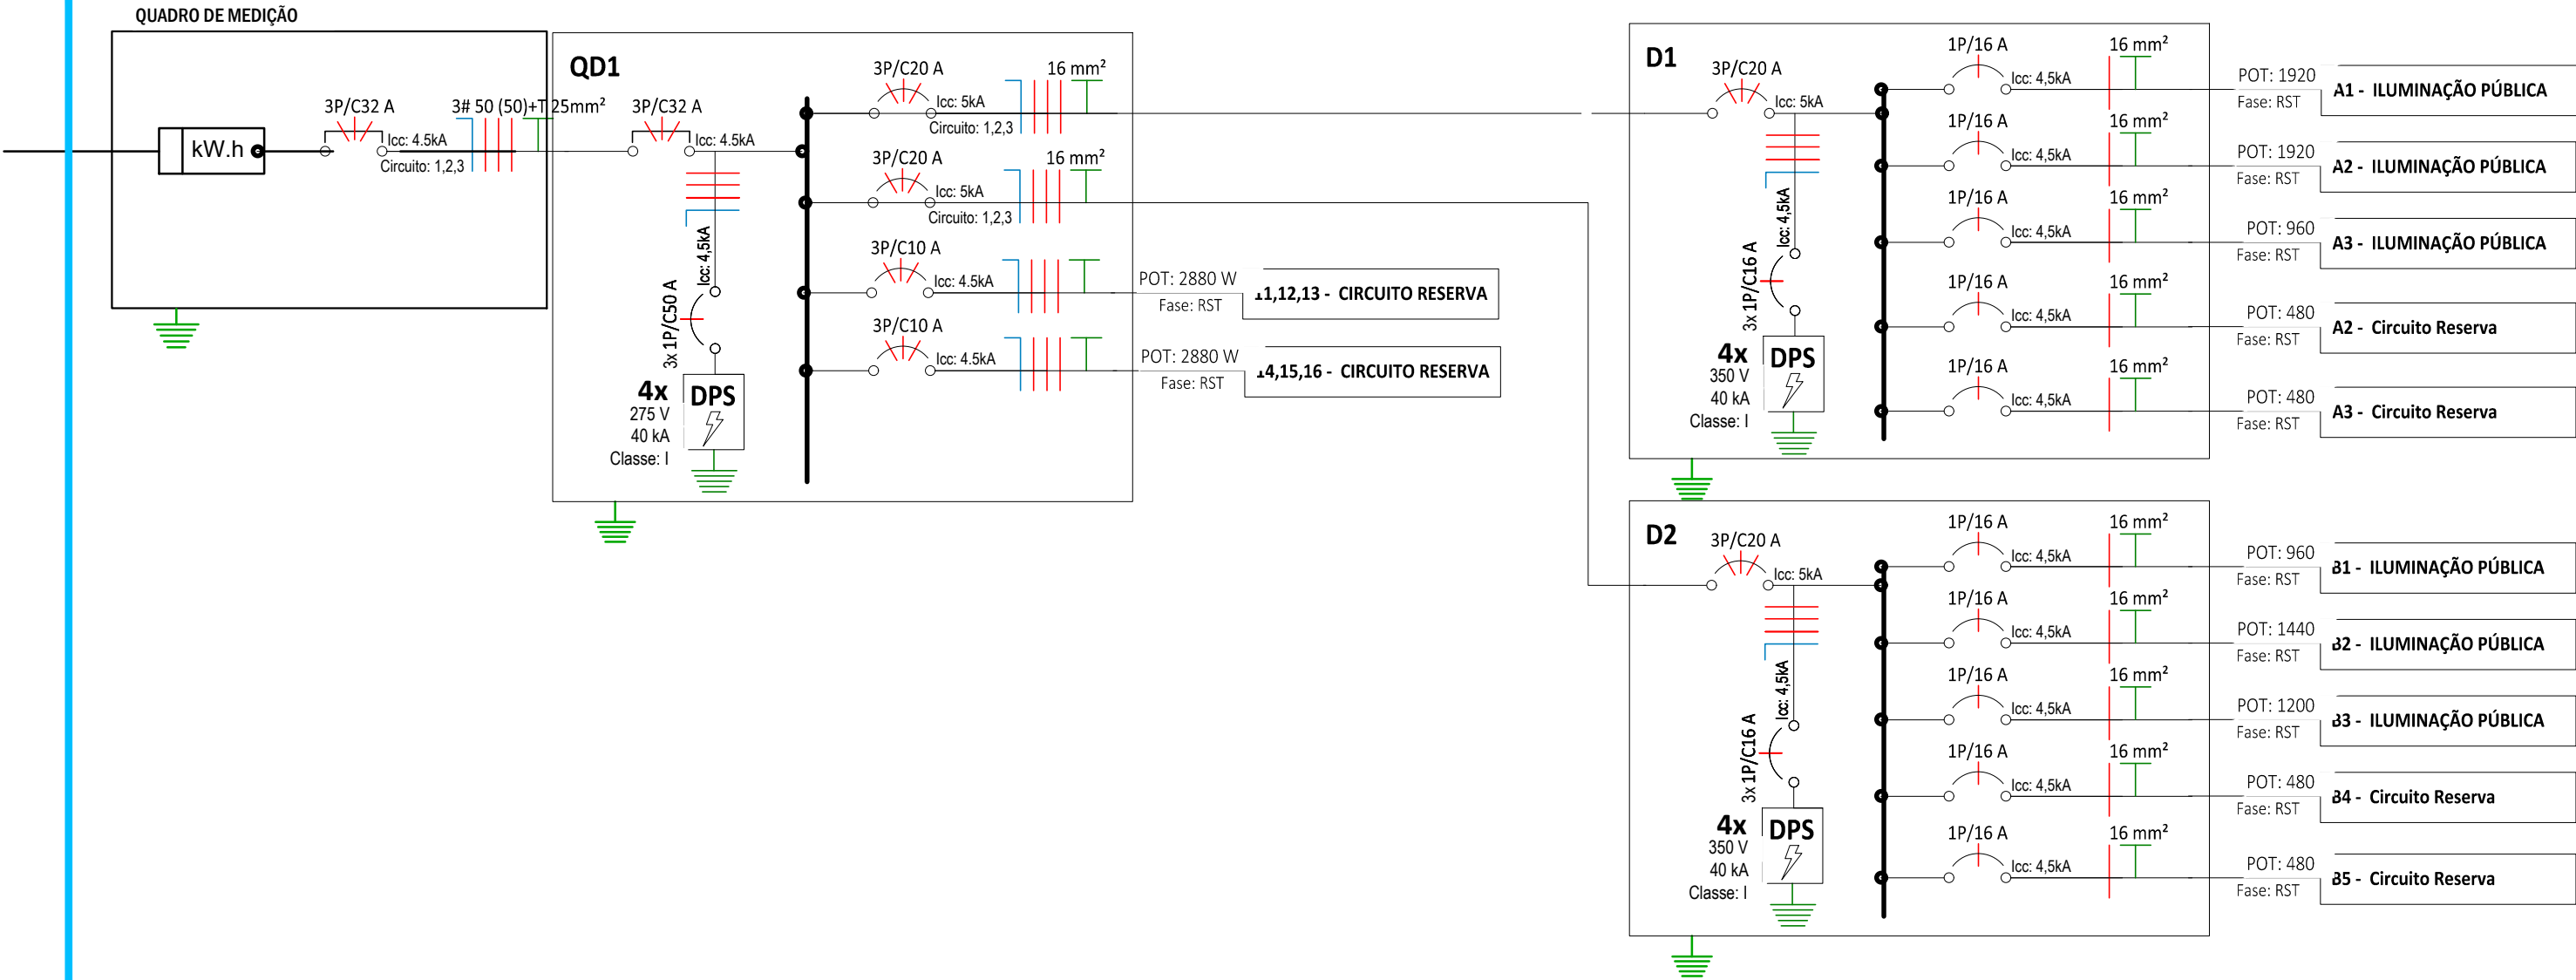 QUADRO DE MEDIÇÃO
kW.h
3P/C32 A
Icc: 4.5kA
3# 50 (50)+T 25mm²
Circuito: 1,2,3
QD1
3P/C32 A
Icc: 4.5kA
Icc: 4,5kA
3x 1P/C50 A
4x
DPS
275 V
40 kA
Classe: I
3P/C20 A
Icc: 5kA
16 mm²
Circuito: 1,2,3
3P/C20 A
Icc: 5kA
16 mm²
Circuito: 1,2,3
3P/C10 A
Icc: 4.5kA
POT: 2880 W
Fase: RST
11,12,13 - CIRCUITO RESERVA
3P/C10 A
Icc: 4.5kA
POT: 2880 W
Fase: RST
14,15,16 - CIRCUITO RESERVA
D1
3P/C20 A
Icc: 5kA
Icc: 4,5kA
3x 1P/C16 A
4x
DPS
350 V
40 kA
Classe: I
1P/16 A
Icc: 4,5kA
16 mm²
POT: 1920
Fase: RST
A1 - ILUMINAÇÃO PÚBLICA
1P/16 A
Icc: 4,5kA
16 mm²
POT: 1920
Fase: RST
A2 - ILUMINAÇÃO PÚBLICA
1P/16 A
Icc: 4,5kA
16 mm²
POT: 960
Fase: RST
A3 - ILUMINAÇÃO PÚBLICA
1P/16 A
Icc: 4,5kA
16 mm²
POT: 480
Fase: RST
A2 - Circuito Reserva
1P/16 A
Icc: 4,5kA
16 mm²
POT: 480
Fase: RST
A3 - Circuito Reserva
D2
3P/C20 A
Icc: 5kA
Icc: 4,5kA
3x 1P/C16 A
4x
DPS
350 V
40 kA
Classe: I
1P/16 A
Icc: 4,5kA
16 mm²
POT: 960
Fase: RST
B1 - ILUMINAÇÃO PÚBLICA
1P/16 A
Icc: 4,5kA
16 mm²
POT: 1440
Fase: RST
B2 - ILUMINAÇÃO PÚBLICA
1P/16 A
Icc: 4,5kA
16 mm²
POT: 1200
Fase: RST
B3 - ILUMINAÇÃO PÚBLICA
1P/16 A
Icc: 4,5kA
16 mm²
POT: 480
Fase: RST
B4 - Circuito Reserva
1P/16 A
Icc: 4,5kA
16 mm²
POT: 480
Fase: RST
B5 - Circuito Reserva